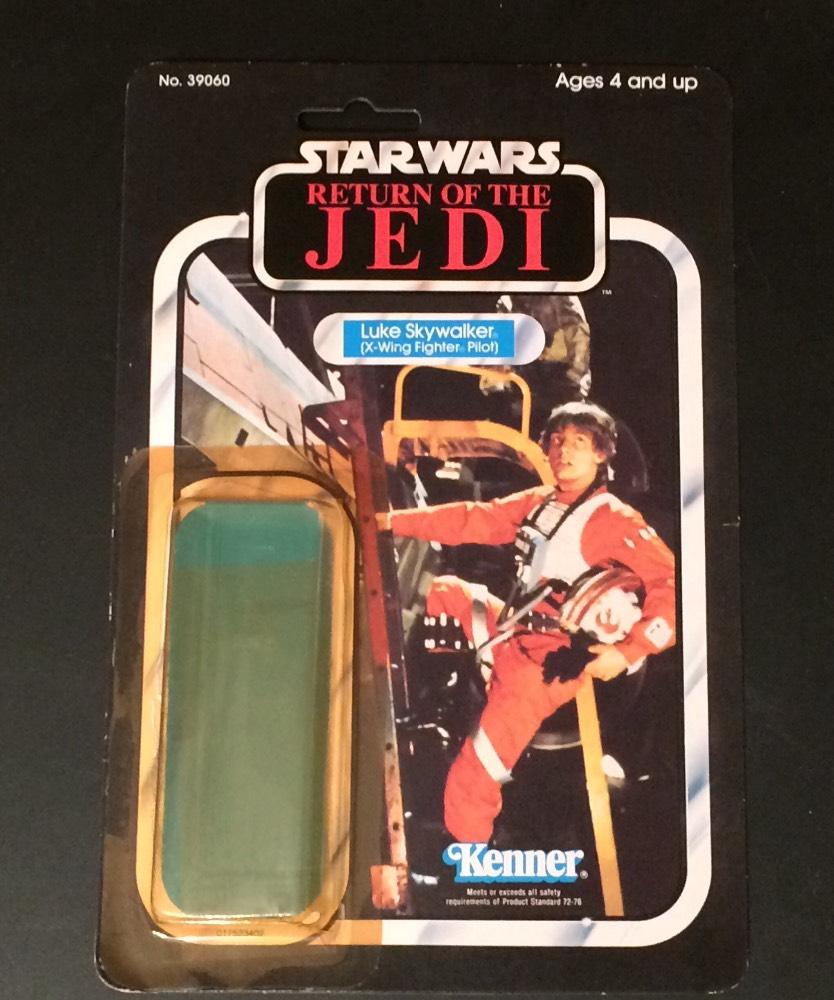 No. 39060
Ages 4 and up
STAR WARS
RETURN OF THE
JEDI
TM
Luke Skywalker
(X-Wing Fighter Pilot)
Kenner®
Meets or exceeds all safety
requirements of Product Standard 72-76